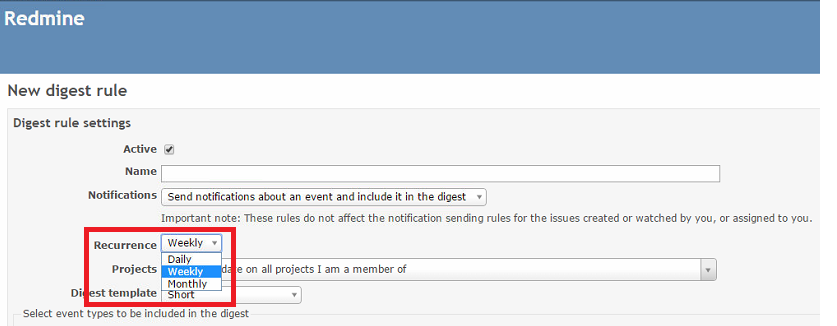 Redmine
New digest rule
Digest rule settings
Active
Name
Notifications Send notifications about an event and include it in the digest
Important note: These rules do not affect the notification sending rules for the issues created or watched by you, or assigned to you.
Recurrence Weekly
Daily
Weekly
Monthly
Projects on all projects I am a member of
Digest template Short
Select event types to be included in the digest